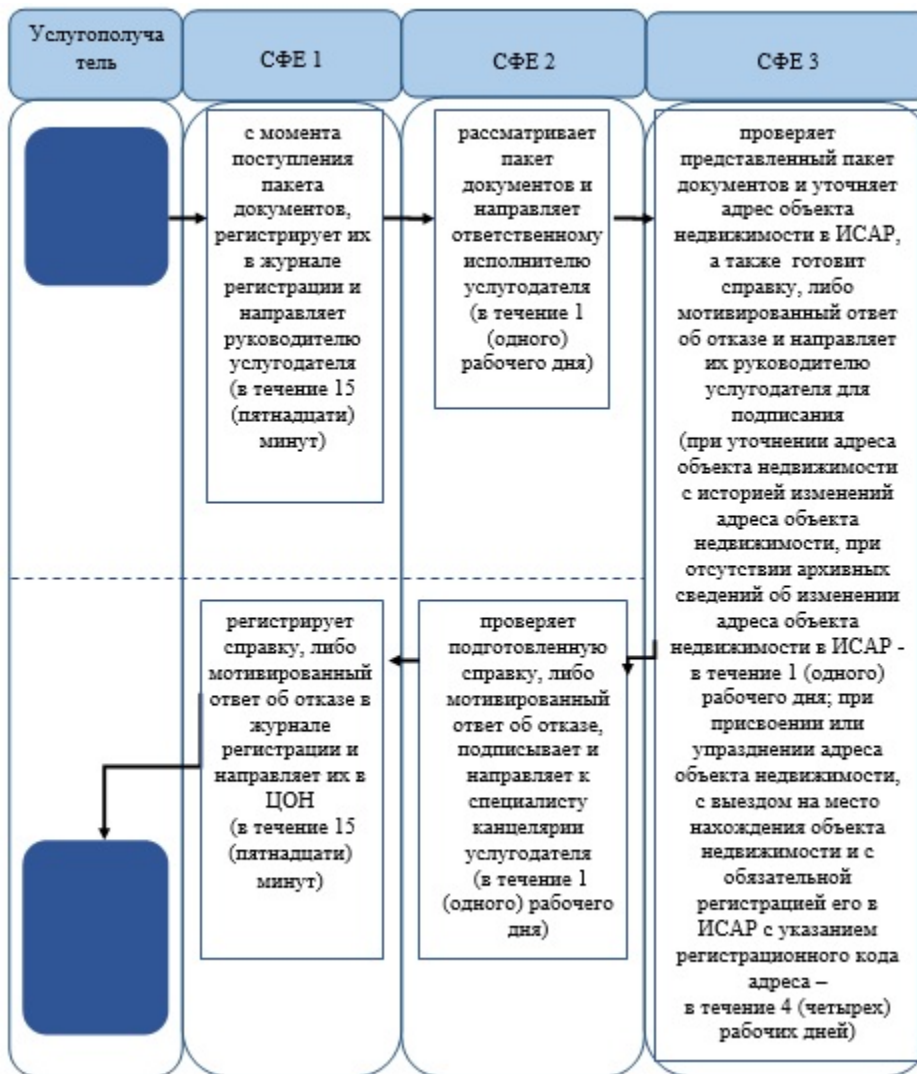 Услугополуча
тель
СФЕ 1
СФЕ 2
СФЕ 3
с момента
поступления
пакета
документов,
регистрирует их
в журнале
регистрации и
направляет
руководителю
услугодателя
(в течение 15
(пятнадцати)
минут)
рассматривает
пакет
документов и
направляет
ответственному
исполнителю
услугодателя
(в течение 1
(одного)
рабочего дня)
проверяет
представленный пакет
документов и уточняет
адрес объекта
недвижимости в ИСАР,
а также готовит
справку, либо
мотивированный ответ
об отказе и направляет
их руководителю
услугодателя для
подписания
(при уточнении адреса
объекта недвижимости
с историей изменений
адреса объекта
недвижимости, при
отсутствии архивных
сведений об изменении
адреса объекта
недвижимости в ИСАР -
в течение 1 (одного)
рабочего дня; при
присвоении или
упразднении адреса
объекта недвижимости,
с выездом на место
нахождения объекта
недвижимости и с
обязательной
регистрацией его в
ИСАР с указанием
регистрационного кода
адреса –
в течение 4 (четырех)
рабочих дней)
проверяет
подготовленную
справку, либо
мотивированный
ответ об отказе,
подписывает и
направляет к
специалисту
канцелярии
услугодателя
(в течение 1
(одного) рабочего
дня)
регистрирует
справку, либо
мотивированный
ответ об отказе в
журнале
регистрации и
направляет их в
ЦОН
(в течение 15
(пятнадцати)
минут)